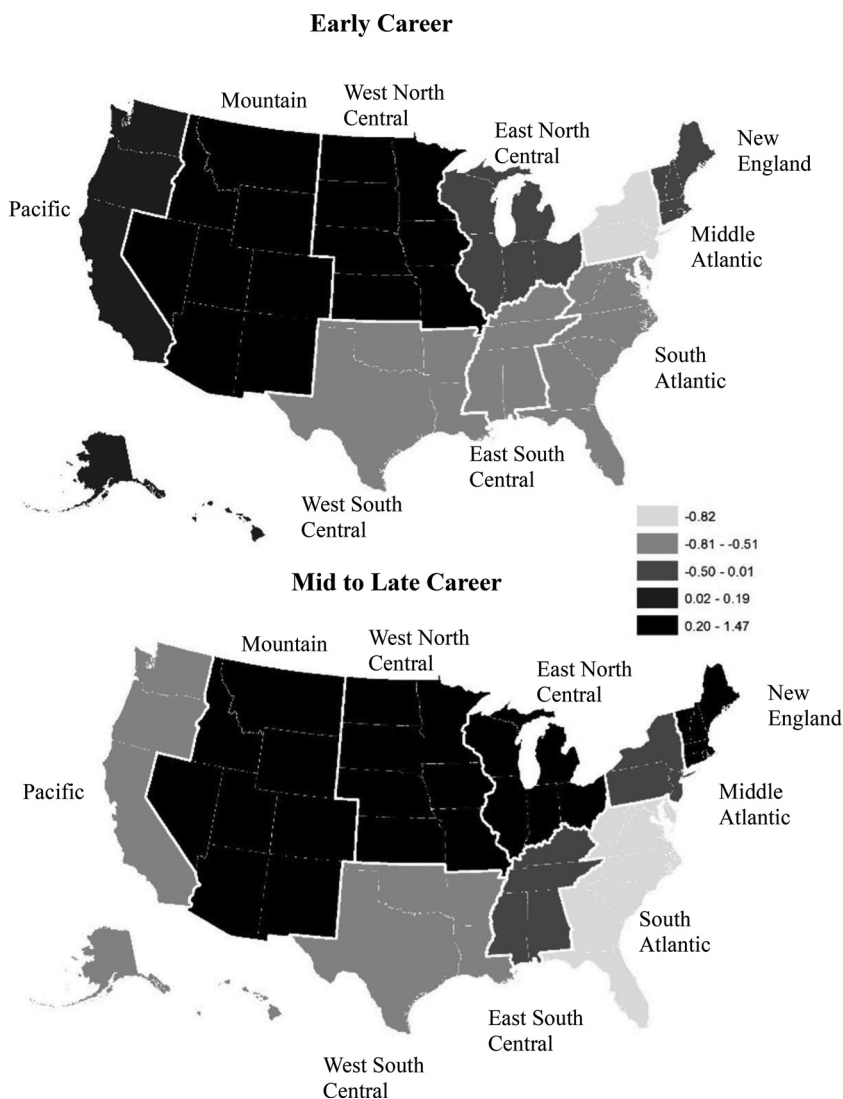 Early Career
Mountain
West North
Central
East North
Central
New
England
Pacific
Middle
Atlantic
South
Atlantic
East South
Central
West South
Central
-0.82
-0.81 - -0.51
-0.50 - 0.01
0.02 - 0.19
0.20 - 1.47
Mid to Late Career
Mountain
West North
Central
East North
Central
New
England
Pacific
Middle
Atlantic
South
Atlantic
East South
Central
West South
Central